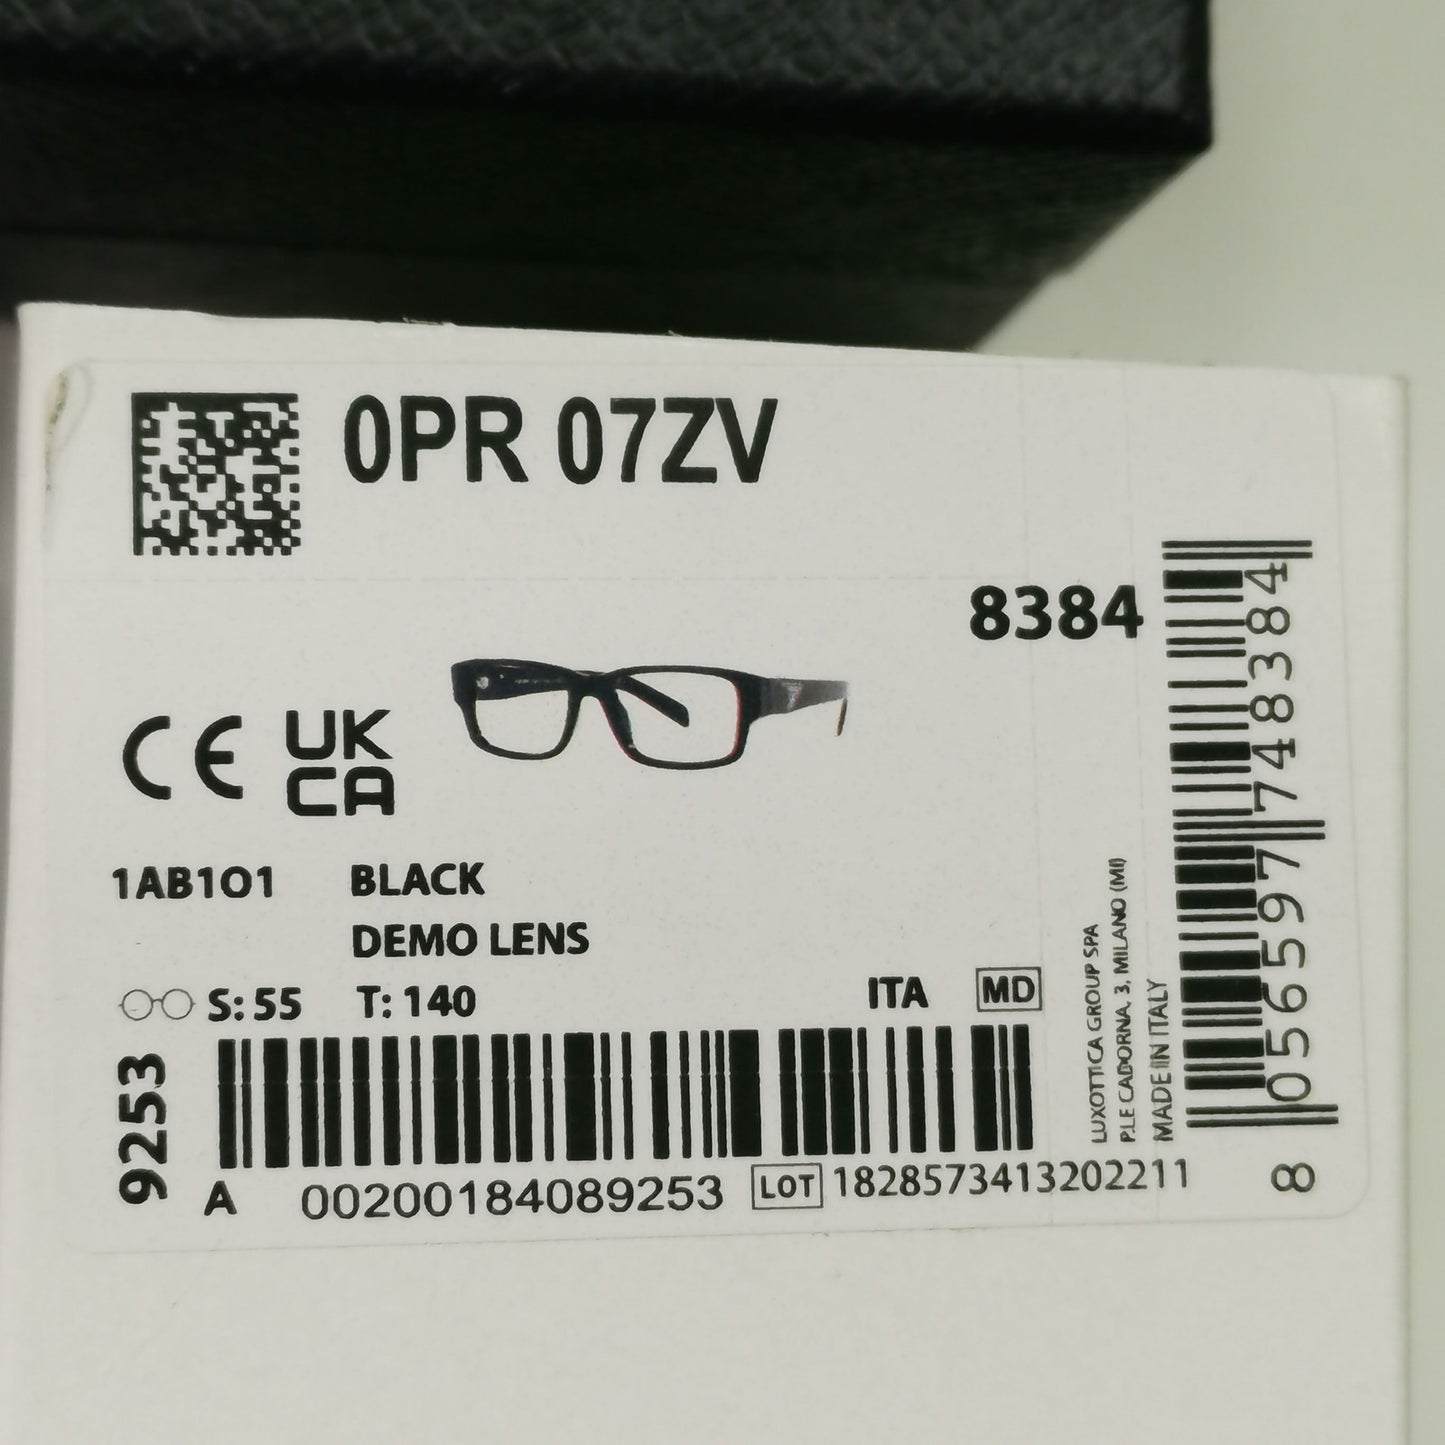 0PR 07ZV
8384
CE
UK
CA
1AB1O1 BLACK
DEMO LENS
S: 55 T: 140
ITA MD
9253
A 00200184089253
LOT 1828573413202211
LUXOTTICA GROUP SPA
P.LE CADORNA, 3, MILANO (MI)
MADE IN ITALY
8 056597 748384